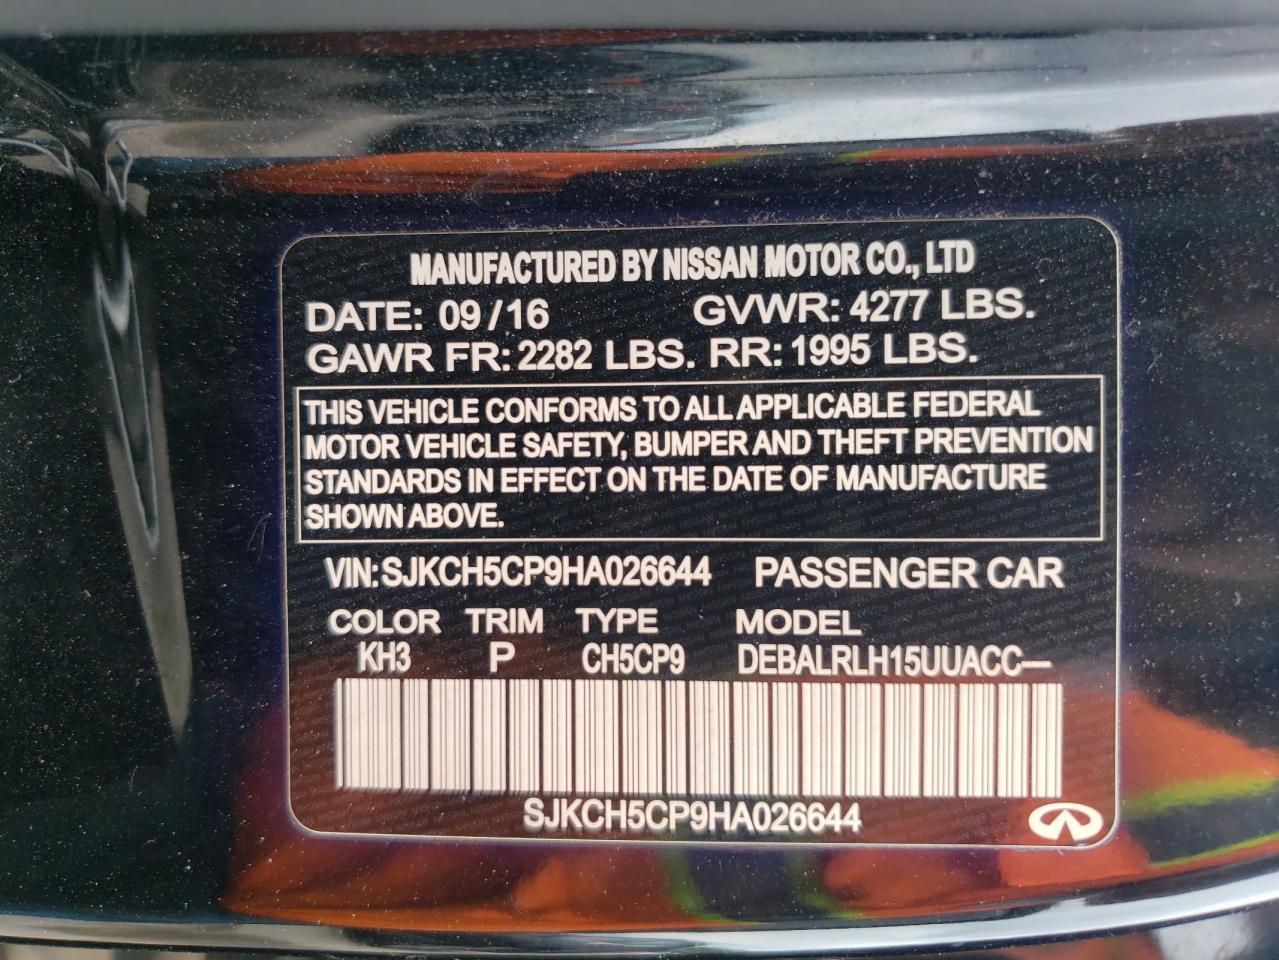 MANUFACTURED BY NISSAN MOTOR CO., LTD
DATE: 09/16 GVWR: 4277 LBS.
GAWR FR: 2282 LBS. RR: 1995 LBS.
THIS VEHICLE CONFORMS TO ALL APPLICABLE FEDERAL
MOTOR VEHICLE SAFETY, BUMPER AND THEFT PREVENTION
STANDARDS IN EFFECT ON THE DATE OF MANUFACTURE
SHOWN ABOVE.
VIN: SJKCH5CP9HA026644 PASSENGER CAR
COLOR TRIM TYPE MODEL
KH3 P CH5CP9 DEBALRLH15UUACC—
SJKCH5CP9HA026644